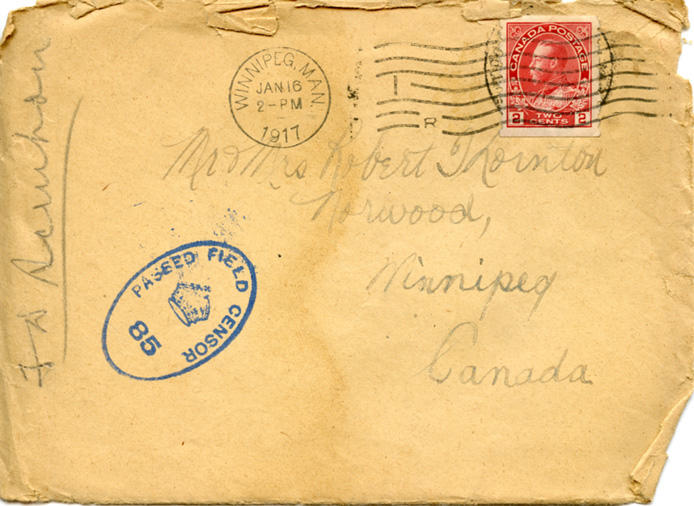 WINNIPEG, MAN.
JAN 16
2-PM
1917
I
R
CANADA POSTAGE
2 TWO CENTS 2
Mr & Mrs Robert Thornton
Norwood,
Winnipeg
Canada
PASSED FIELD CENSOR
85